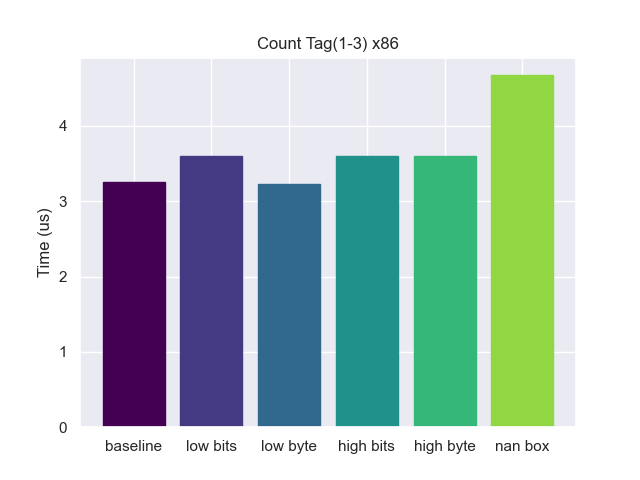 Count Tag(1-3) x86
Time (us)
4
3
2
1
0
baseline low bits low byte high bits high byte nan box